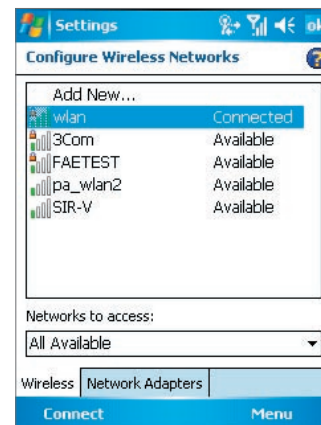 Settings ok
Configure Wireless Networks
Add New...
wlan Connected
3Com Available
FAETEST Available
pa_wlan2 Available
SIR-V Available
Networks to access:
All Available
Wireless Network Adapters
Connect Menu